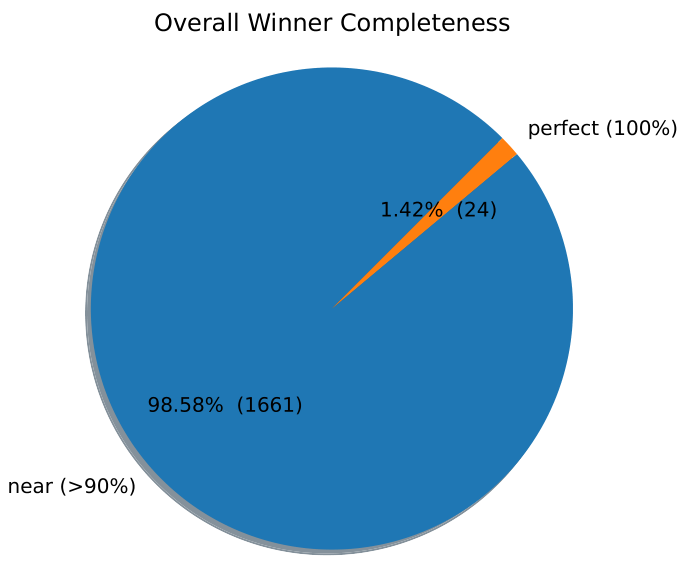 Overall Winner Completeness
perfect (100%)
1.42%  (24)
98.58%  (1661)
near (>90%)